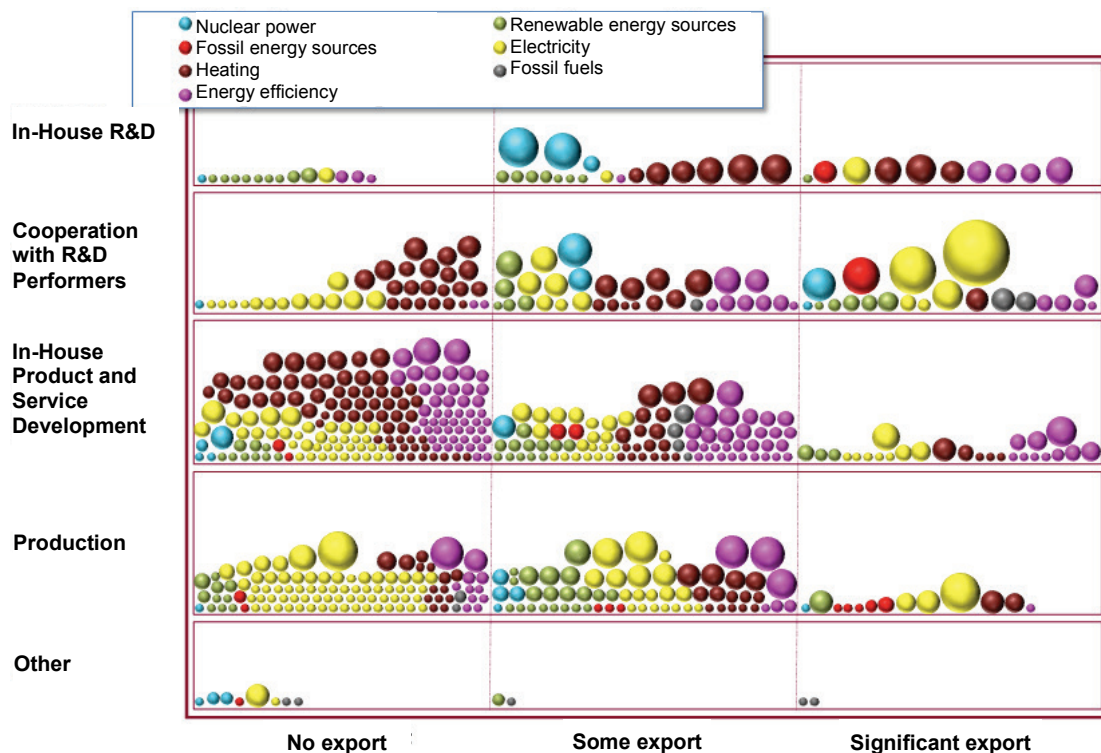 Nuclear power
Renewable energy sources
Fossil energy sources
Electricity
Heating
Fossil fuels
Energy efficiency
In-House R&D
Cooperation
with R&D
Performers
In-House
Product and
Service
Development
Production
Other
No export
Some export
Significant export